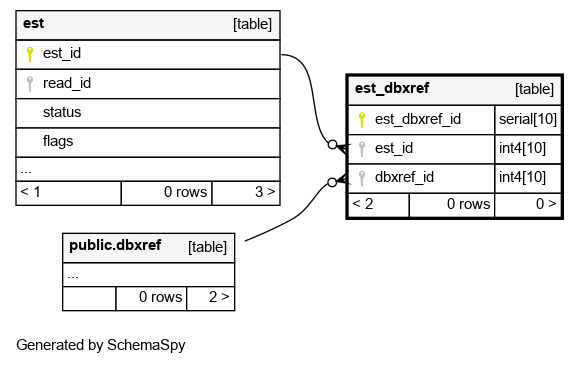 est [table]
est_id
read_id
status
flags
...
< 1 0 rows 3 >
est_dbxref [table]
est_dbxref_id serial[10]
est_id int4[10]
dbxref_id int4[10]
< 2 0 rows 0 >
public.dbxref [table]
...
0 rows 2 >
Generated by SchemaSpy